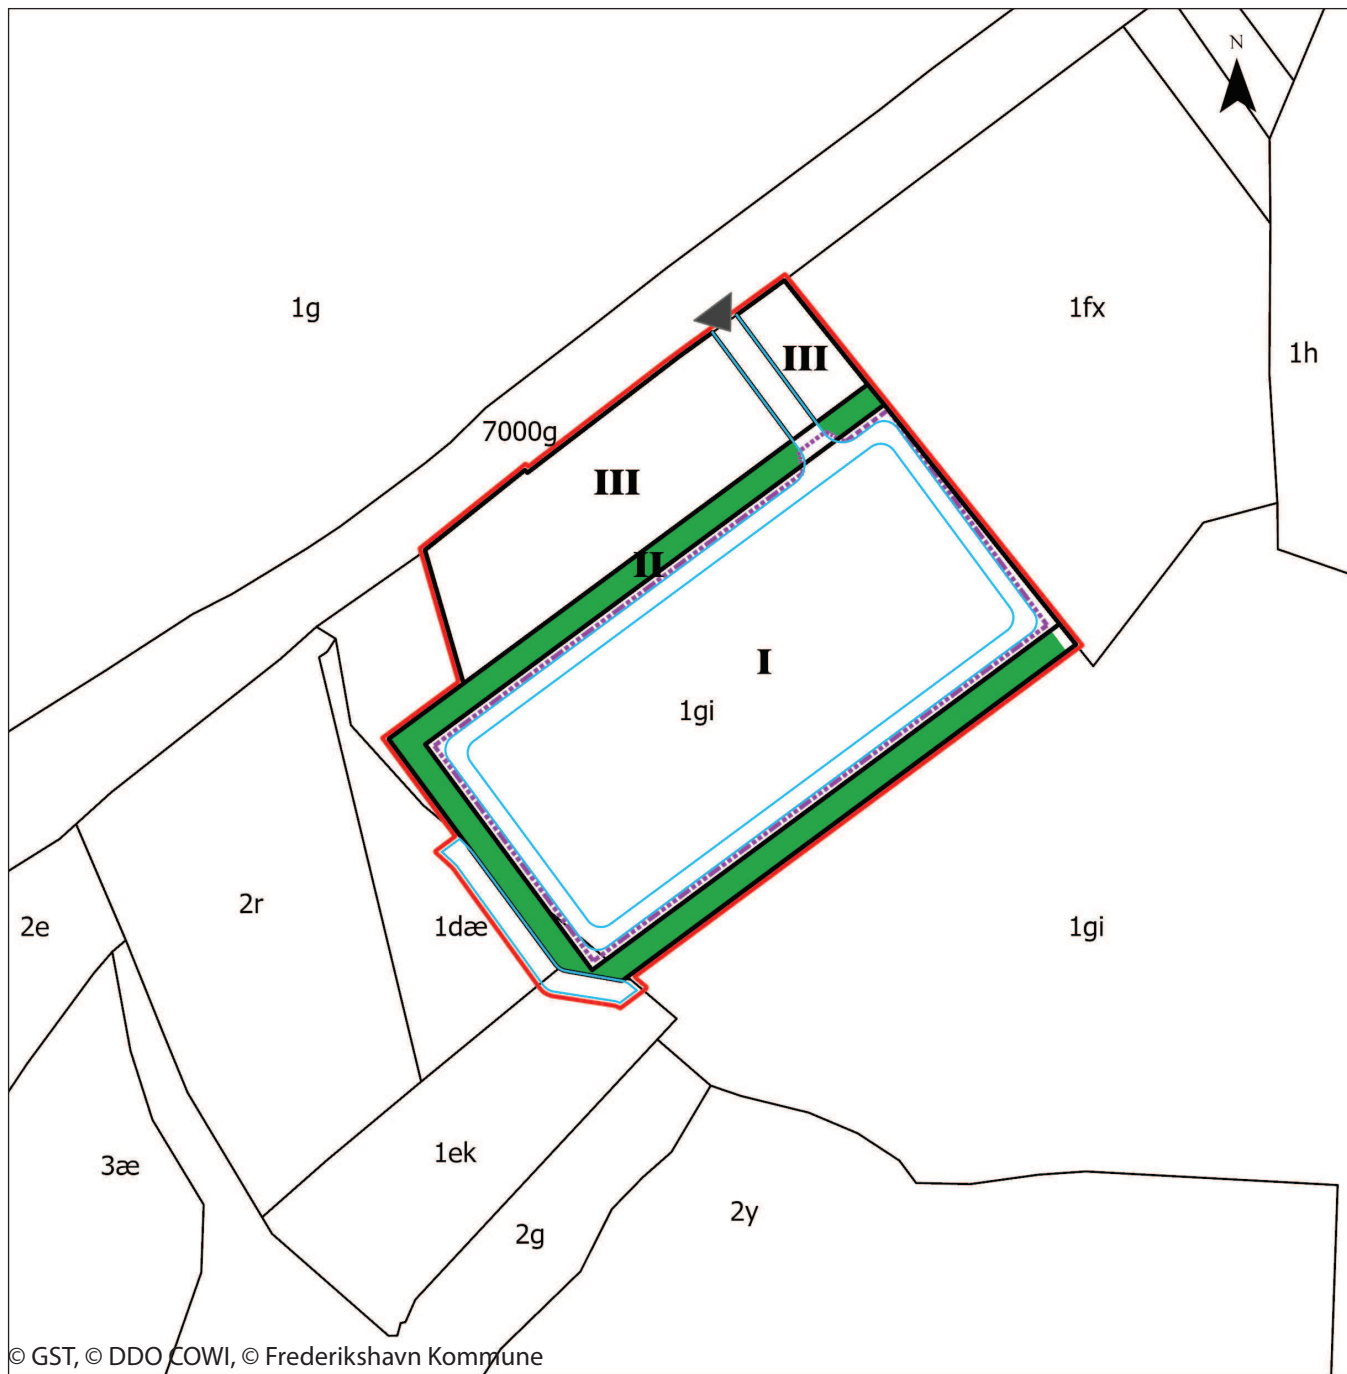 N
1g
1fx
1h
III
7000g
III
II
I
1gi
2r
2e
1dæ
1gi
1ek
3æ
2g
2y
© GST, © DDO COWI, © Frederikshavn Kommune